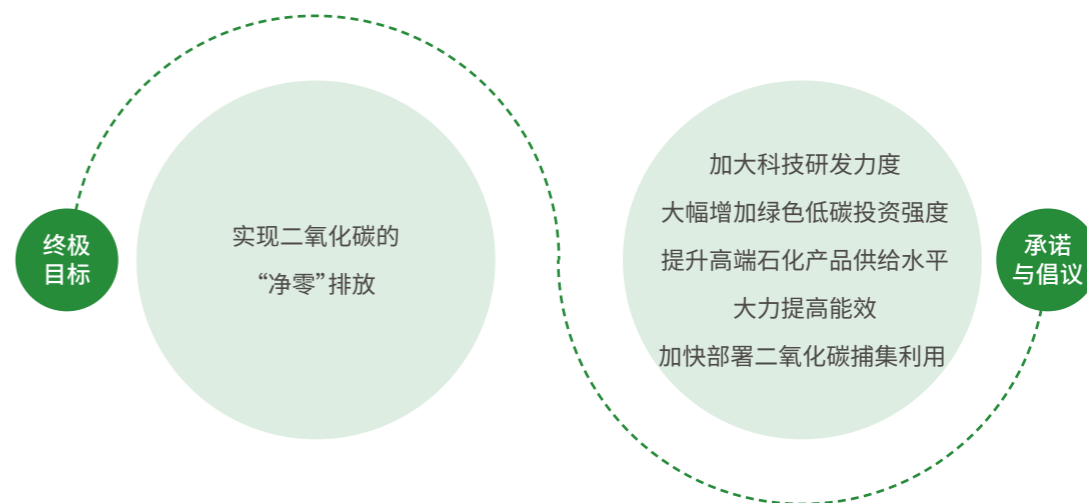 终极
目标
实现二氧化碳的
“净零”排放
加大科技研发力度
大幅增加绿色低碳投资强度
提升高端石化产品供给水平
大力提高能效
加快部署二氧化碳捕集利用
承诺
与倡议